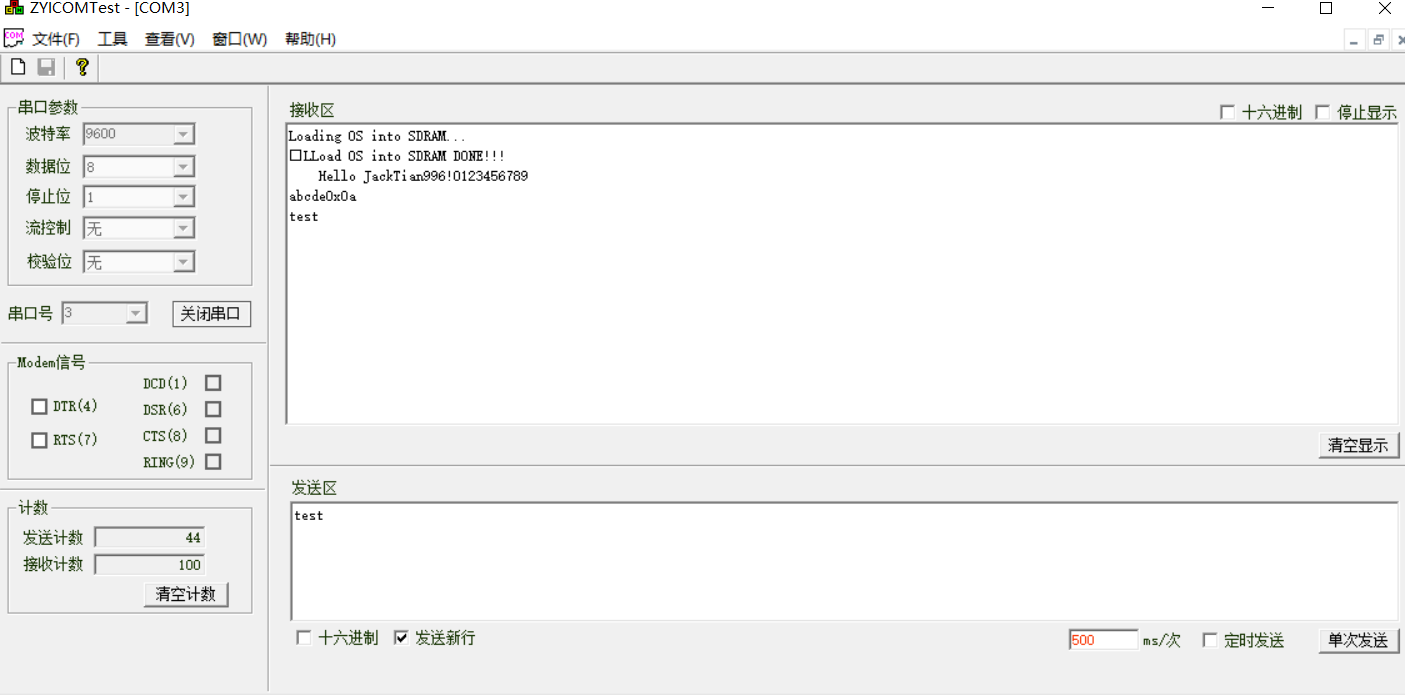 ZYICOMTest - [COM3]
COM 文件(F) 工具 查看(V) 窗口(W) 帮助(H)
串口参数
波特率 9600
数据位 8
停止位 1
流控制 无
校验位 无
串口号 3 关闭串口
Modem信号
DCD(1)
DTR(4)
DSR(6)
CTS(8)
RTS(7)
RING(9)
计数
发送计数 44
接收计数 100
清空计数
接收区 十六进制 停止显示
Loading OS into SDRAM...
□LLoad OS into SDRAM DONE!!!
Hello JackTian996!0123456789
abcde0x0a
test
清空显示
发送区
test
十六进制 发送新行 500 ms/次 定时发送 单次发送